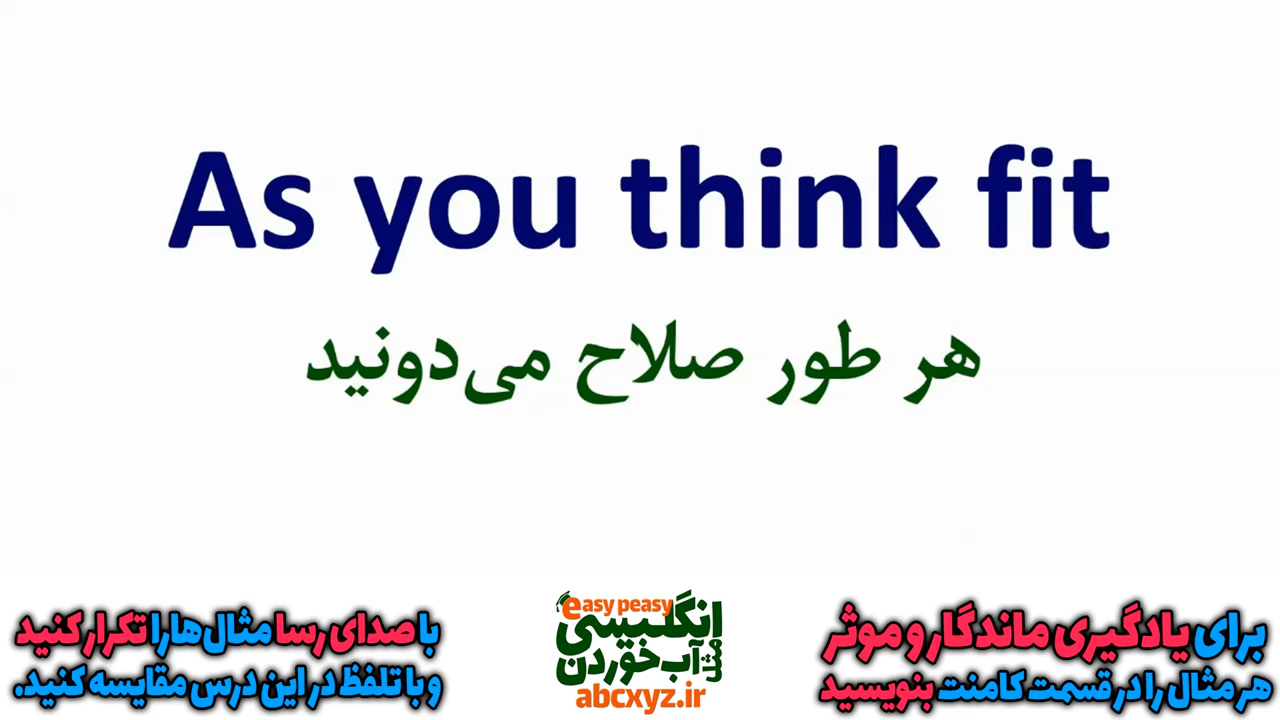 As you think fit
هر طور صلاح می‌دونید
برای یادگیری ماندگار و موثر
هر مثال را در قسمت کامنت بنویسید
easy peasy
انگلیسی
مثل آب خوردن
abcxyz.ir
با صدای رسا مثال‌ها را تکرار کنید
و با تلفظ در این درس مقایسه کنید.